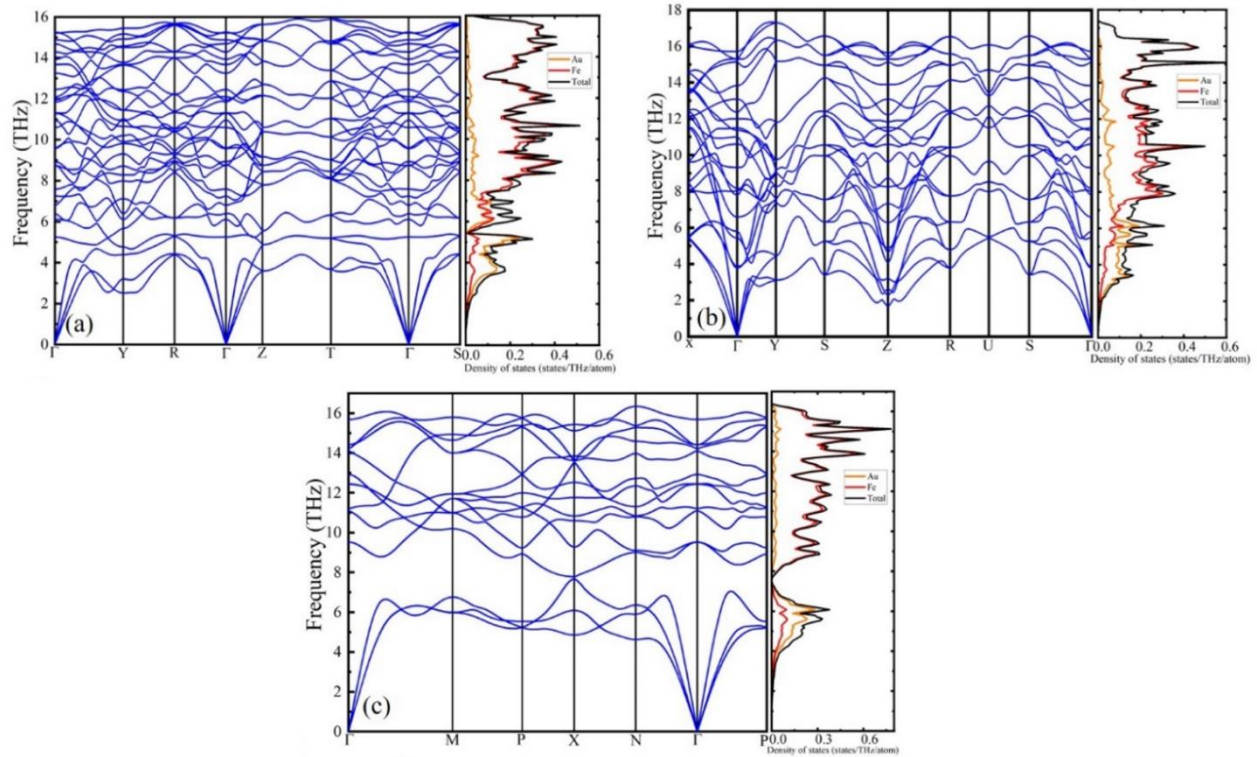 16
14
12
10
8
6
4
2
0
Frequency (THz)
(a)
Γ Y R Γ Z T Γ S
Au
Fe
Total
0.0 0.2 0.4 0.6
Density of states (states/THz/atom)
18
16
14
12
10
8
6
4
2
0
Frequency (THz)
(b)
X Γ Y S Z R U S Γ
Au
Fe
Total
0.0 0.2 0.4 0.6
Density of states (states/THz/atom)
16
14
12
10
8
6
4
2
0
Frequency (THz)
(c)
Γ M P X N Γ P
Au
Fe
Total
0.0 0.3 0.6
Density of states (states/THz/atom)